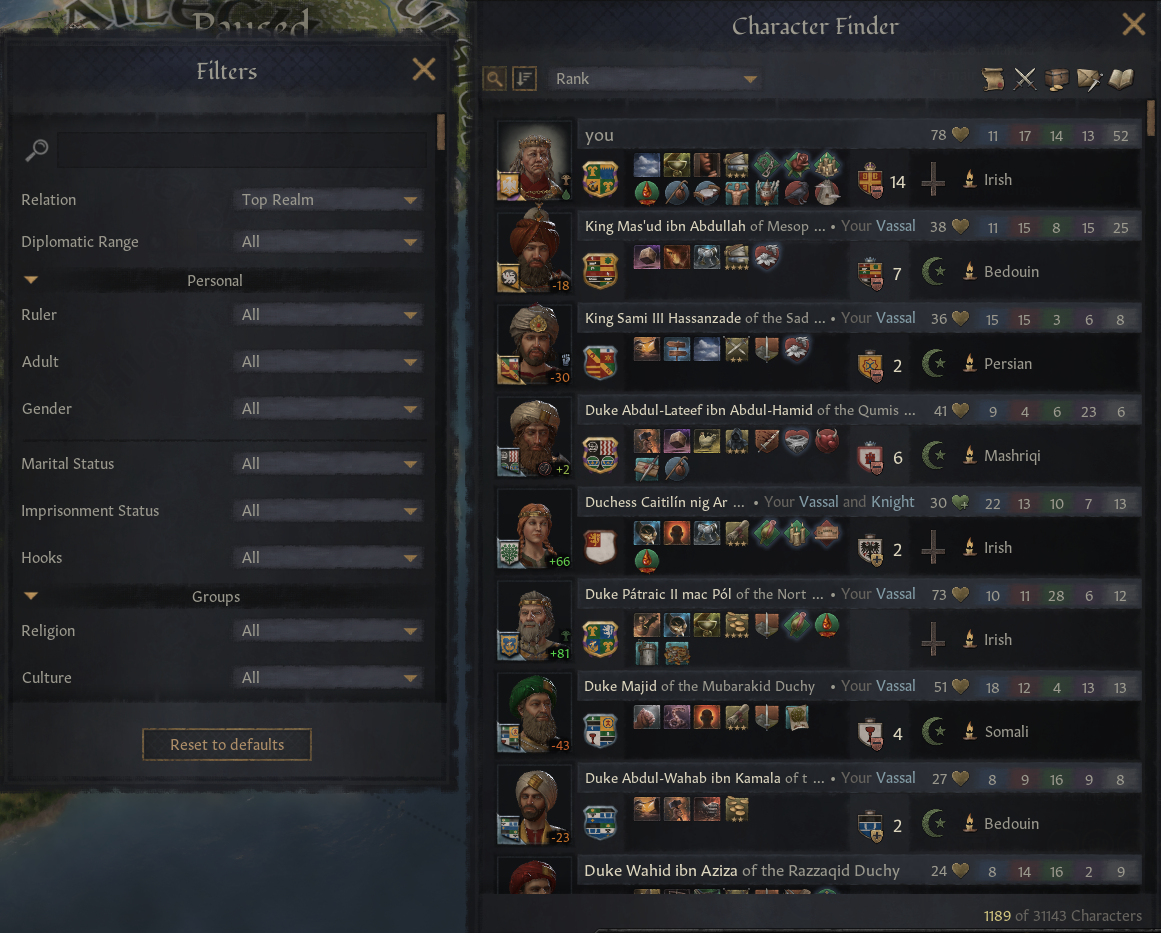 Paused
Filters
Relation Top Realm
Diplomatic Range All
Personal
Ruler All
Adult All
Gender All
Marital Status All
Imprisonment Status All
Hooks All
Groups
Religion All
Culture All
Reset to defaults
Character Finder
Rank
you 78 11 17 14 13 52
14 Irish
King Mas'ud ibn Abdullah of Mesop ... • Your Vassal 38 11 15 8 15 25
-18 7 Bedouin
King Sami III Hassanzade of the Sad ... • Your Vassal 36 15 15 3 6 8
-30 2 Persian
Duke Abdul-Lateef ibn Abdul-Hamid of the Qumis ... 41 9 4 6 23 6
+2 6 Mashriqi
Duchess Caitilín nig Ar ... • Your Vassal and Knight 30 22 13 10 7 13
+66 2 Irish
Duke Pátraic II mac Pól of the Nort ... • Your Vassal 73 10 11 28 6 12
+81 Irish
Duke Majid of the Mubarakid Duchy • Your Vassal 51 18 12 4 13 13
-43 4 Somali
Duke Abdul-Wahab ibn Kamala of t ... • Your Vassal 27 8 9 16 9 8
-23 2 Bedouin
Duke Wahid ibn Aziza of the Razzaqid Duchy 24 8 14 16 2 9
1189 of 31143 Characters